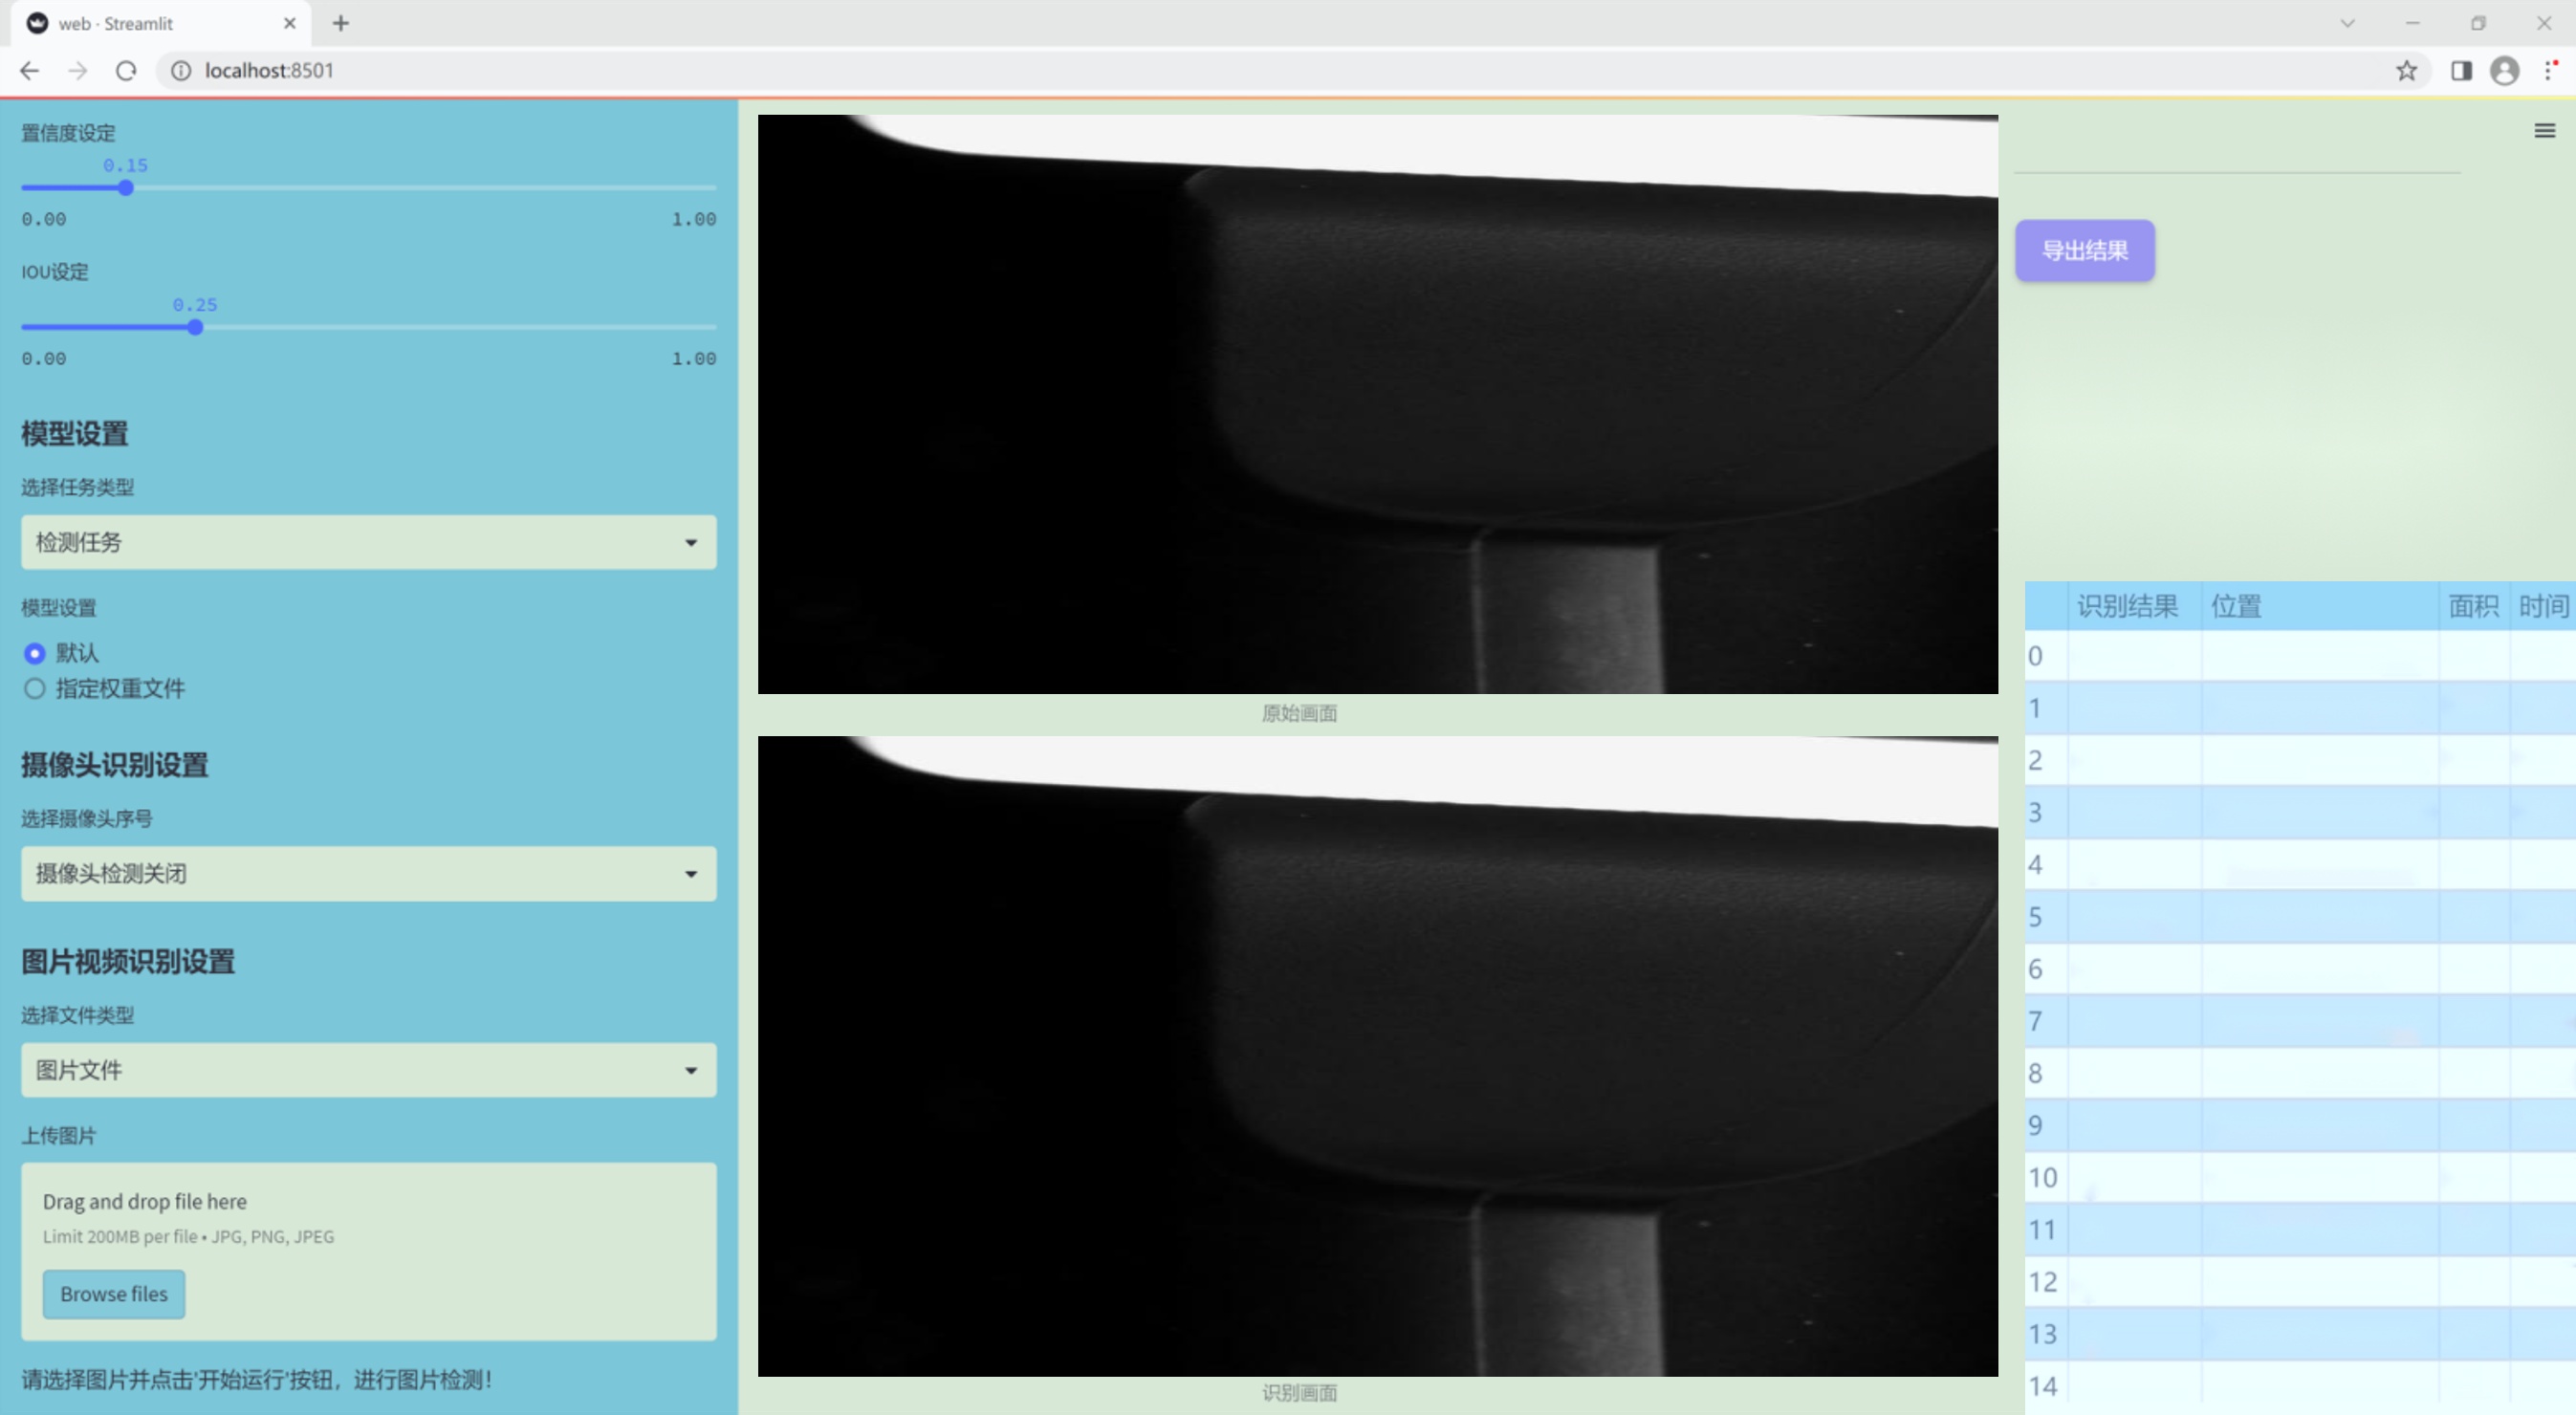 web · Streamlit
localhost:8501
置信度设定
0.15
0.00 1.00
IOU设定
0.25
0.00 1.00
模型设置
选择任务类型
检测任务
模型设置
默认
指定权重文件
摄像头识别设置
选择摄像头序号
摄像头检测关闭
图片视频识别设置
选择文件类型
图片文件
上传图片
Drag and drop file here
Limit 200MB per file • JPG, PNG, JPEG
Browse files
请选择图片并点击'开始运行'按钮，进行图片检测！
原始画面
识别画面
导出结果
识别结果 位置 面积 时间
0
1
2
3
4
5
6
7
8
9
10
11
12
13
14